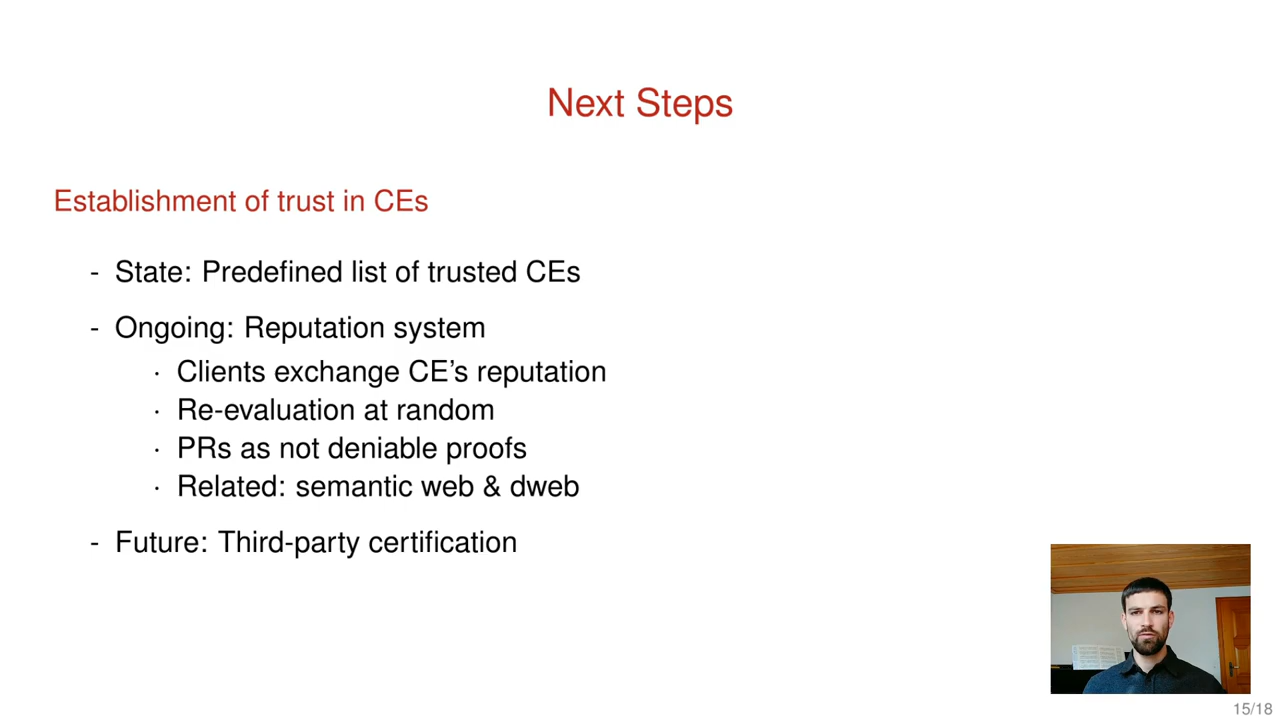 Next Steps
Establishment of trust in CEs
- State: Predefined list of trusted CEs
- Ongoing: Reputation system
· Clients exchange CE’s reputation
· Re-evaluation at random
· PRs as not deniable proofs
· Related: semantic web & dweb
- Future: Third-party certification
15/18